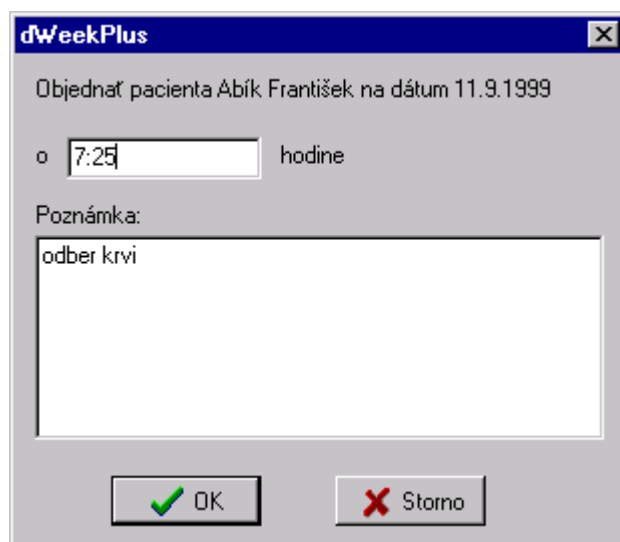 dWeekPlus
Objednať pacienta Abík František na dátum 11.9.1999
o 7:25 hodine
Poznámka:
odber krvi
OK Storno